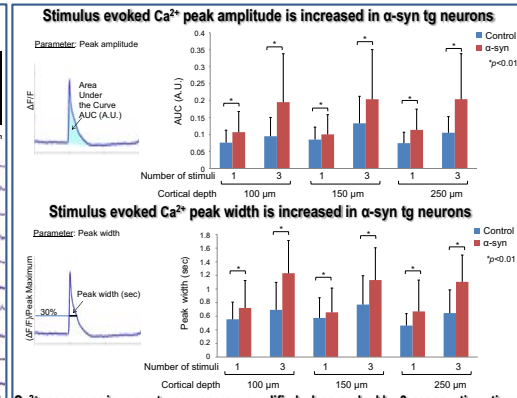 Stimulus evoked Ca²⁺ peak amplitude is increased in α-syn tg neurons
Parameter: Peak amplitude
ΔF/F
Area
Under
the Curve
AUC (A.U.)
AUC (A.U.)
0.4
0.35
0.3
0.25
0.2
0.15
0.1
0.05
0
* * * * * *
Control
α-syn
*p<0.01
Number of stimuli 1 3 1 3 1 3
Cortical depth 100 µm 150 µm 250 µm
Stimulus evoked Ca²⁺ peak width is increased in α-syn tg neurons
Parameter: Peak width
(ΔF/F)/Peak Maximum
30%
Peak width (sec)
Peak width (sec)
1.8
1.6
1.4
1.2
1
0.8
0.6
0.4
0.2
0
* * * * * *
Control
α-syn
*p<0.01
Number of stimuli 1 3 1 3 1 3
Cortical depth 100 µm 150 µm 250 µm